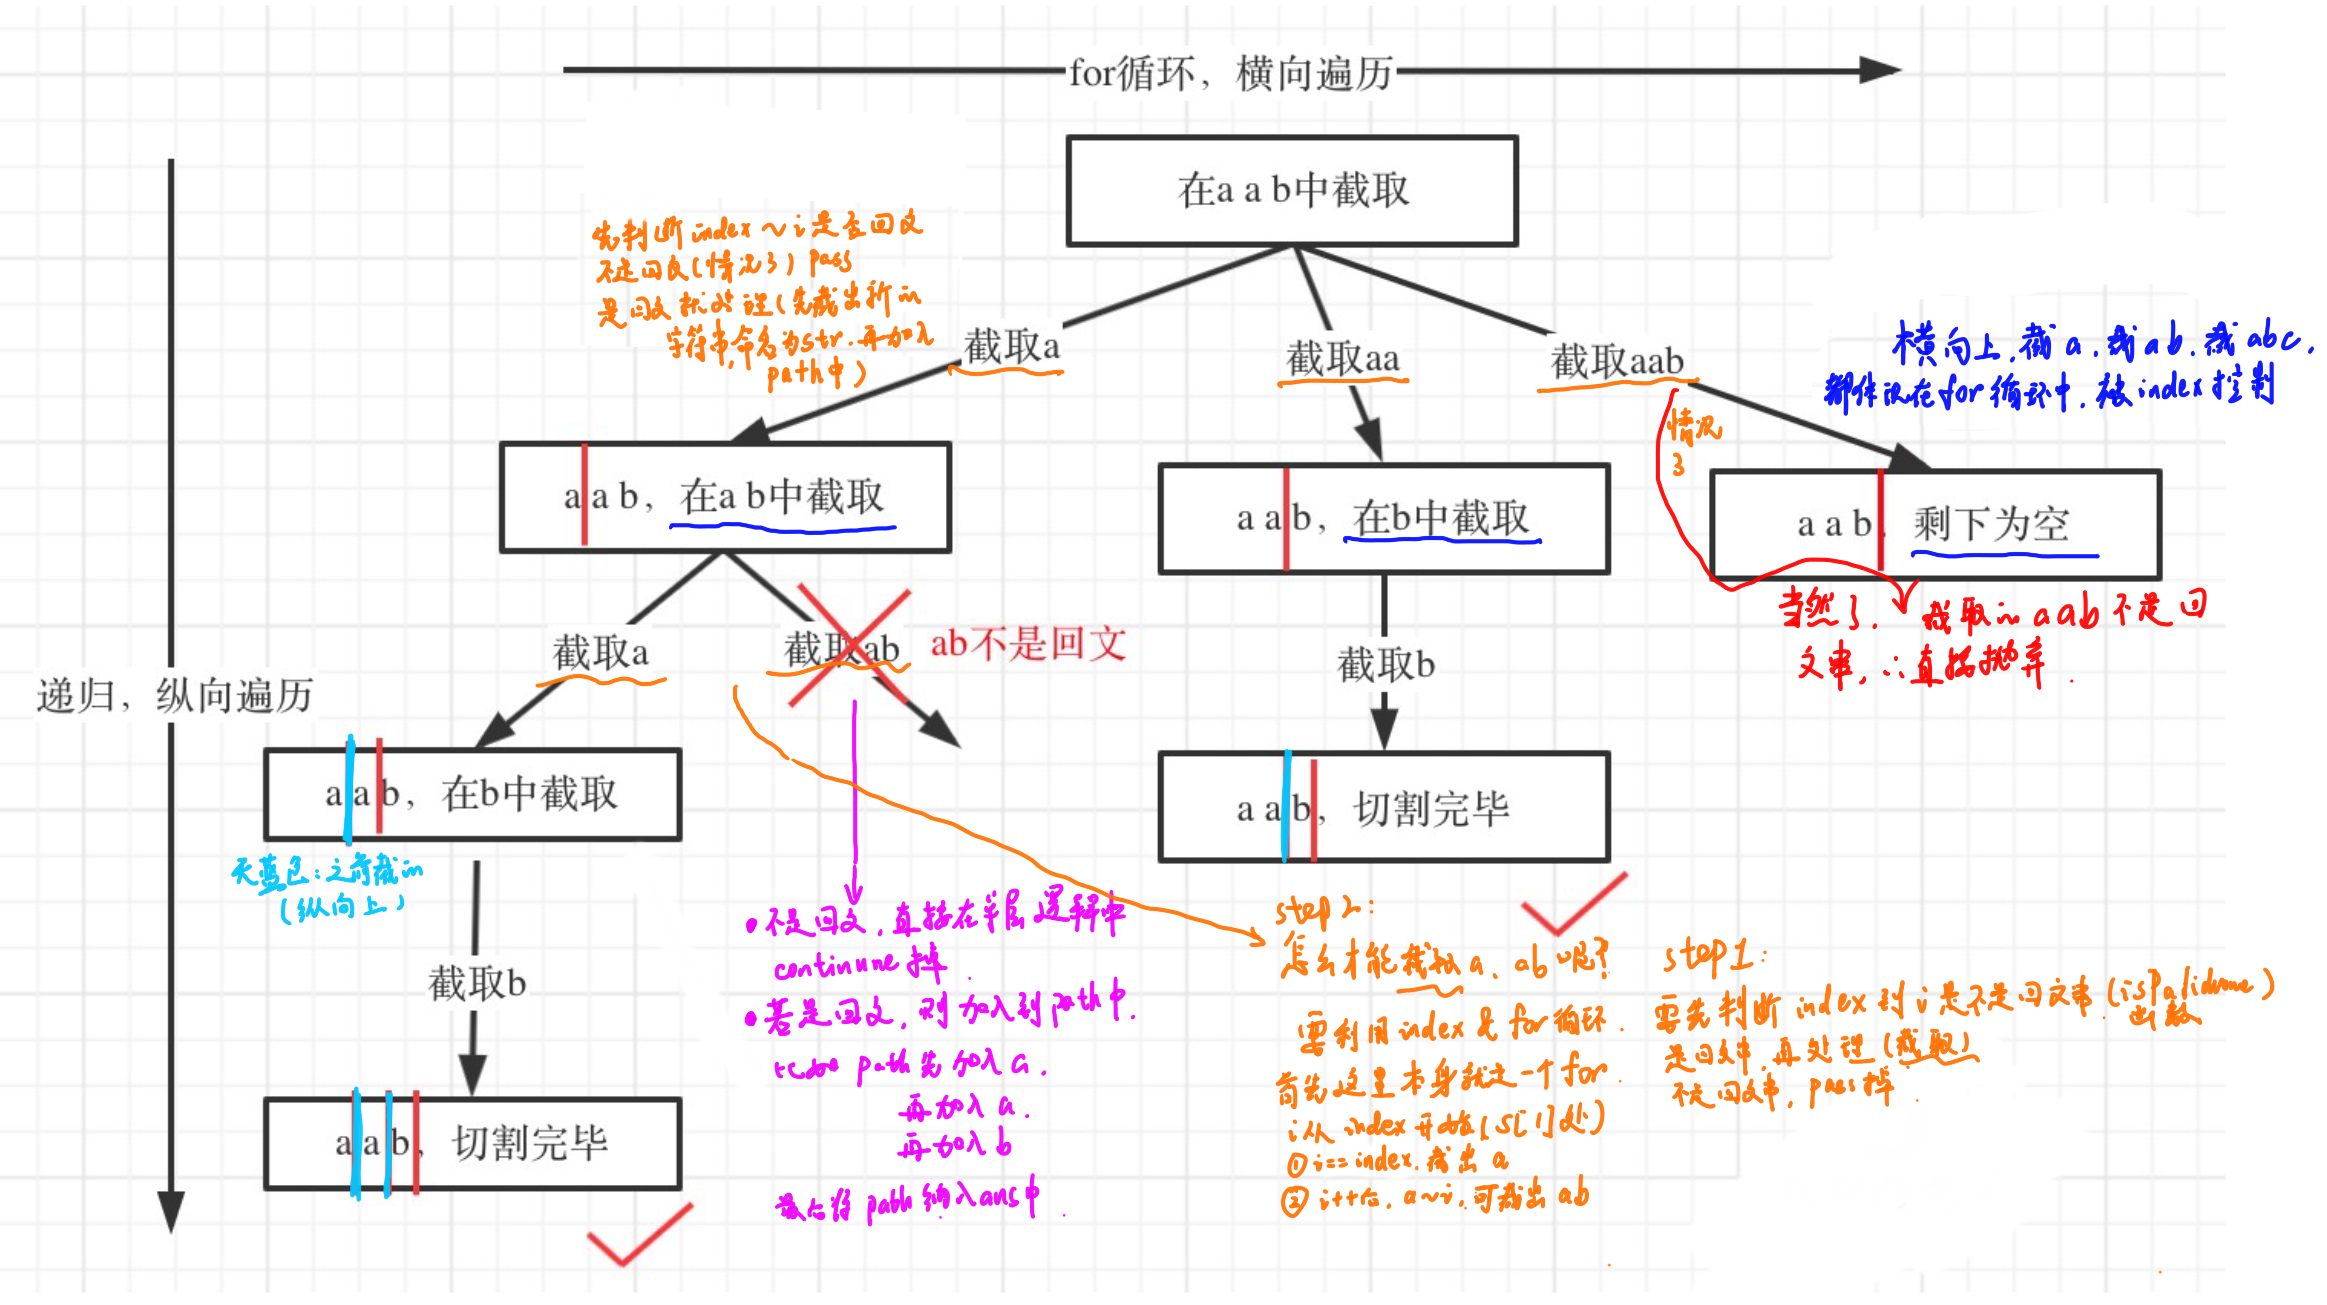 for循环，横向遍历
在a a b中截取
先判断index~i是否回文
不是回文(情况3) pass
是回文就处理(先截出新的
字符串,命名为str.再加入
path中)
截取a
截取aa
截取aab
横向上,截a.截ab.截abc,
都体现在for循环中,被index控制
情况
3
a a b，在a b中截取
a a b，在b中截取
a a b，剩下为空
当然了, 截取的aab不是回
文串,∴直接抛弃.
截取a
截取ab
ab不是回文
截取b
递归，纵向遍历
a a b，在b中截取
a a b，切割完毕
天蓝色:之前截的
(纵向上)
截取b
不是回文,直接在单层逻辑中
continune掉.
若是回文,则加入到path中.
path先加入a.
再加入a.
再加入b
最后将path纳入ans中.
step2:
怎么才能截取a、ab呢?
要利用index及for循环.
首先这里本身就是一个for.
i从index开始(s[1]处)
①i==index.截出a
②i++后,a~i,可截出ab
step1:
要先判断index到i是不是回文串(isPalidrome)
函数
是回文串,再处理(截取)
不是回文串,pass掉.
a a b，切割完毕